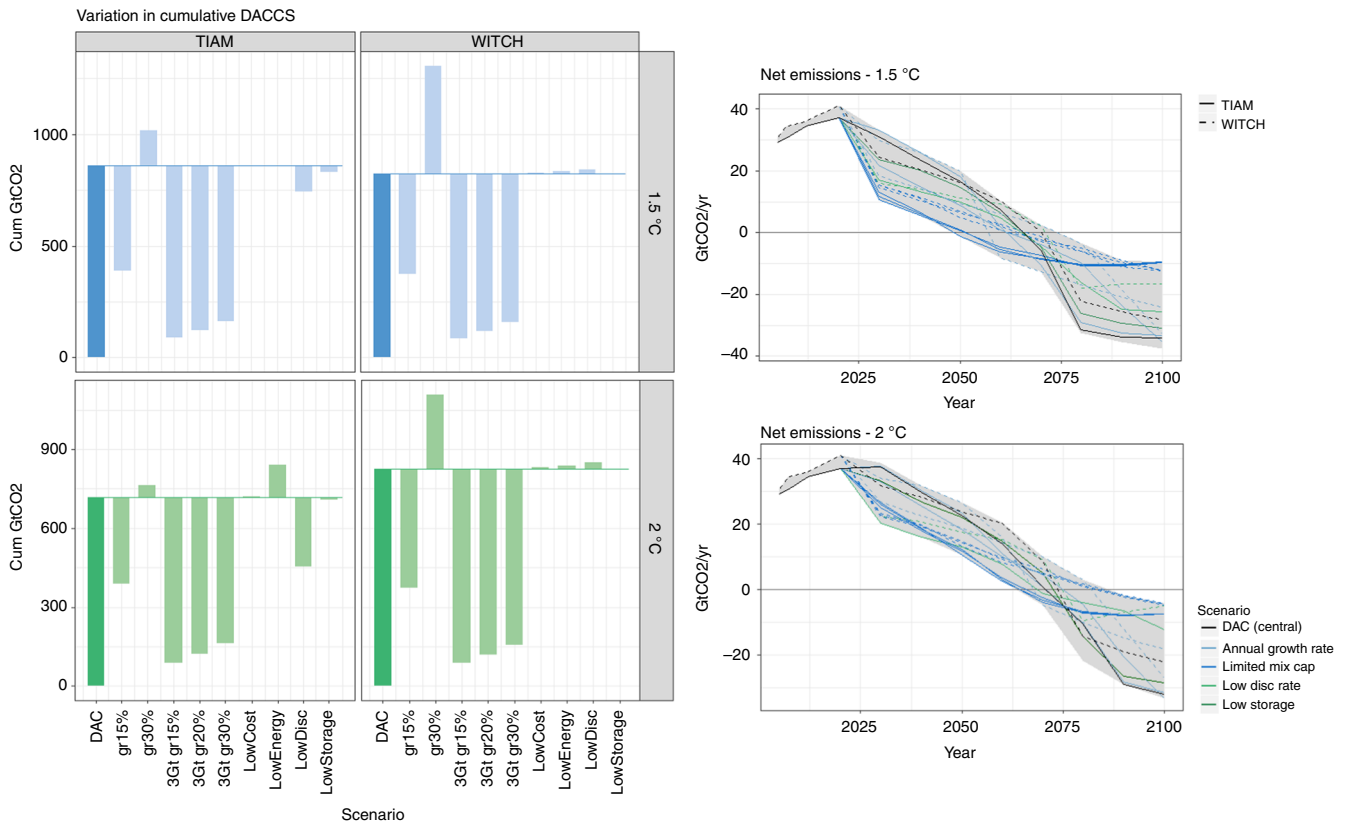 Variation in cumulative DACCS
TIAM
WITCH
Cum GtCO2
1000
500
0
1.5 °C
Cum GtCO2
900
600
300
0
2 °C
DAC
gr15%
gr30%
3Gt gr15%
3Gt gr20%
3Gt gr30%
LowCost
LowEnergy
LowDisc
LowStorage
DAC
gr15%
gr30%
3Gt gr15%
3Gt gr20%
3Gt gr30%
LowCost
LowEnergy
LowDisc
LowStorage
Scenario
Net emissions - 1.5 °C
GtCO2/yr
40
20
0
−20
−40
2025
2050
2075
2100
Year
TIAM
WITCH
Net emissions - 2 °C
GtCO2/yr
40
20
0
−20
2025
2050
2075
2100
Year
Scenario
DAC (central)
Annual growth rate
Limited mix cap
Low disc rate
Low storage